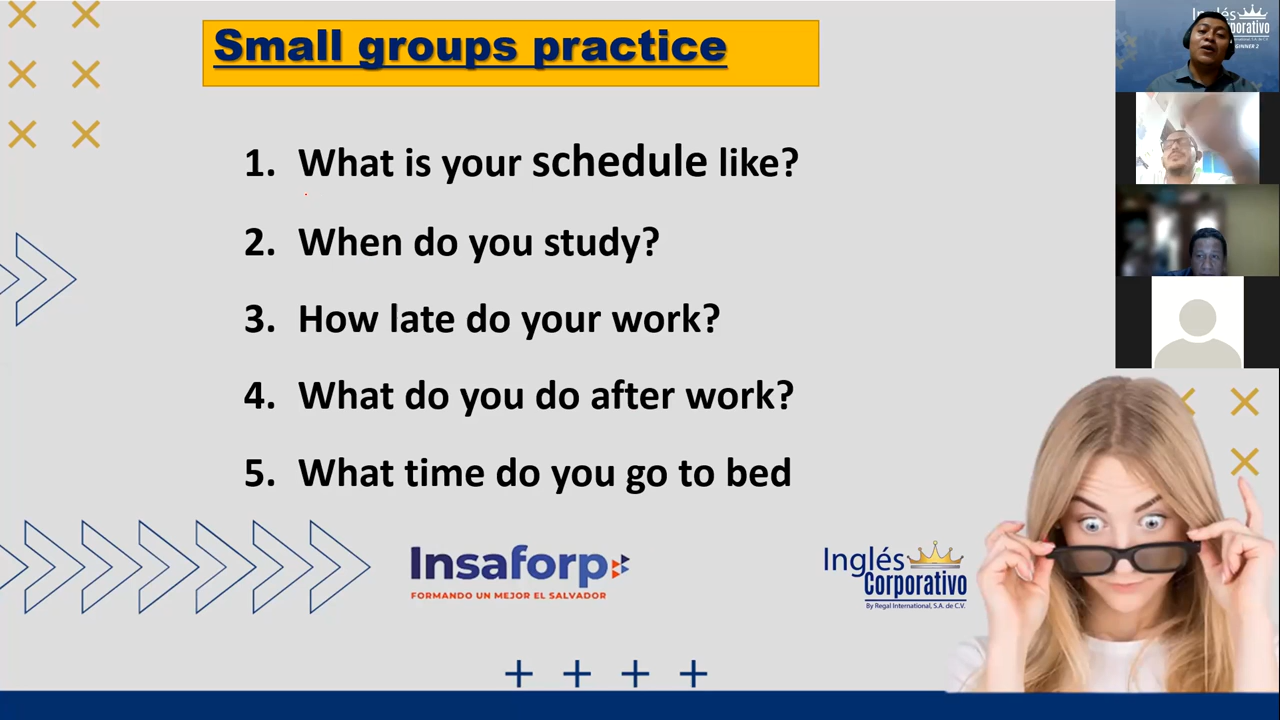 Small groups practice
1. What is your schedule like?
2. When do you study?
3. How late do your work?
4. What do you do after work?
5. What time do you go to bed
Insaforp
FORMANDO UN MEJOR EL SALVADOR
Inglés
Corporativo
By Regal International, S.A. de C.V.
Inglés